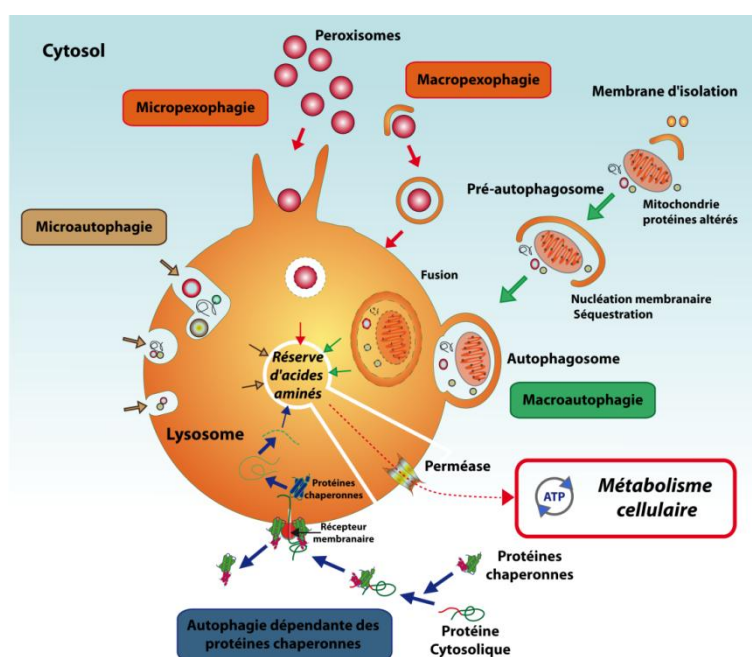 Cytosol
Peroxisomes
Micropexophagie
Macropexophagie
Membrane d'isolation
Pré-autophagosome
Mitochondrie
protéines altérés
Microautophagie
Fusion
Nucléation membranaire
Séquestration
Réserve
d'acides
aminés
Autophagosome
Macroautophagie
Lysosome
Perméase
Protéines
chaperonnes
ATP
Métabolisme
cellulaire
Récepteur
membranaire
Protéines
chaperonnes
Autophagie dépendante des
protéines chaperonnes
Protéine
Cytosolique